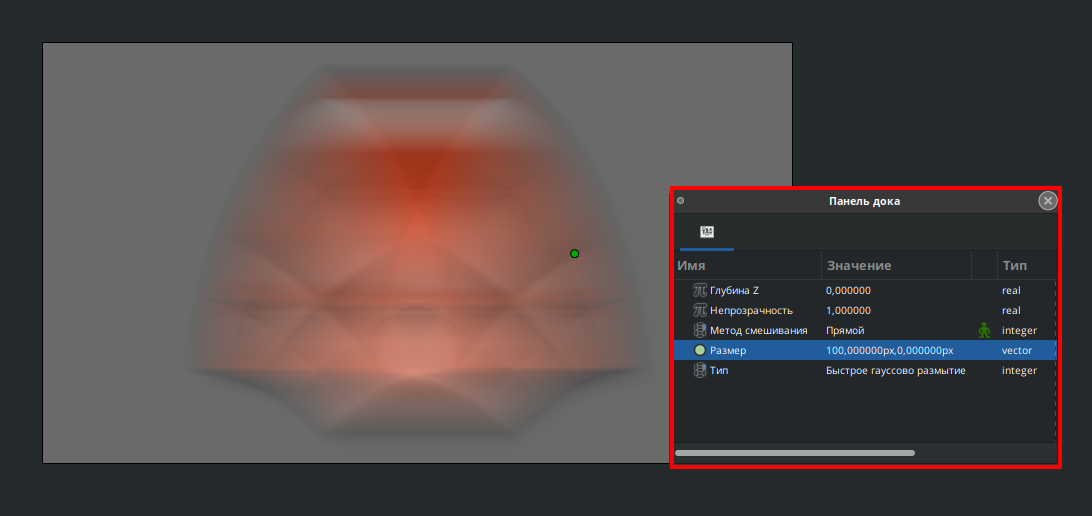 Панель дока
Имя Значение Тип
Глубина Z 0,000000 real
Непрозрачность 1,000000 real
Метод смешивания Прямой integer
Размер 100,000000px,0,000000px vector
Тип Быстрое гауссово размытие integer